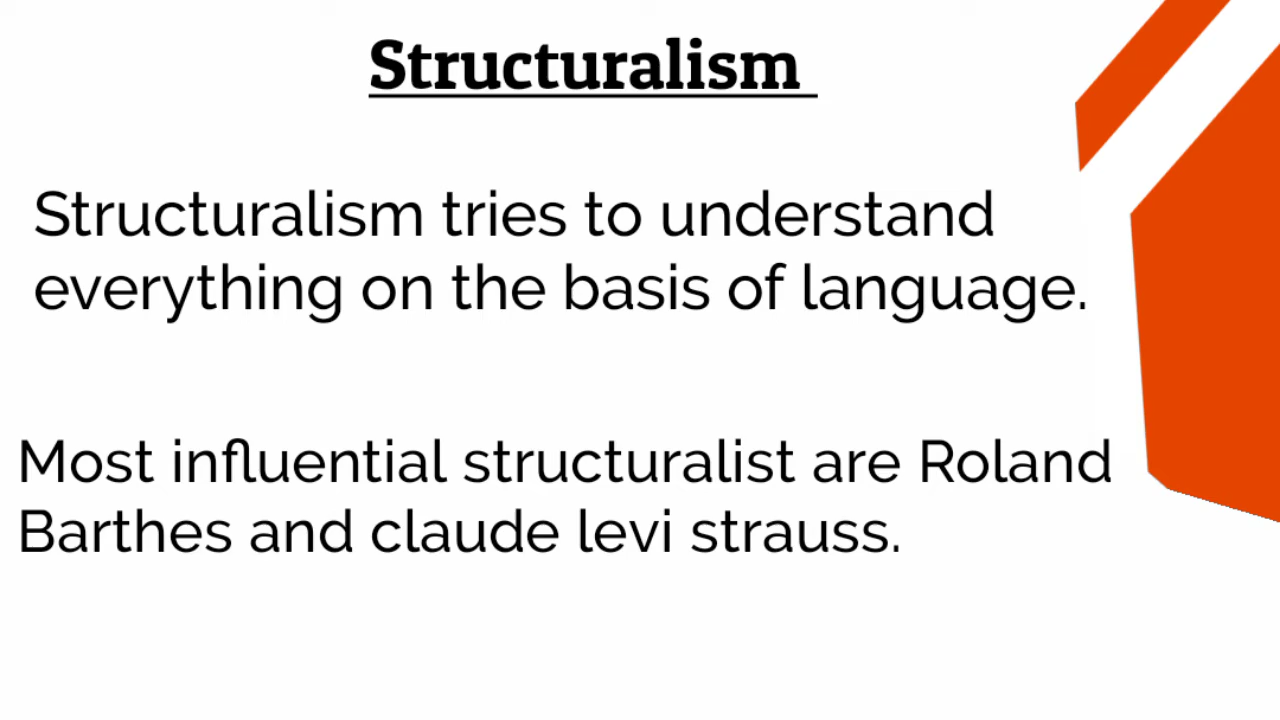 Structuralism
Structuralism tries to understand
everything on the basis of language.
Most influential structuralist are Roland
Barthes and claude levi strauss.